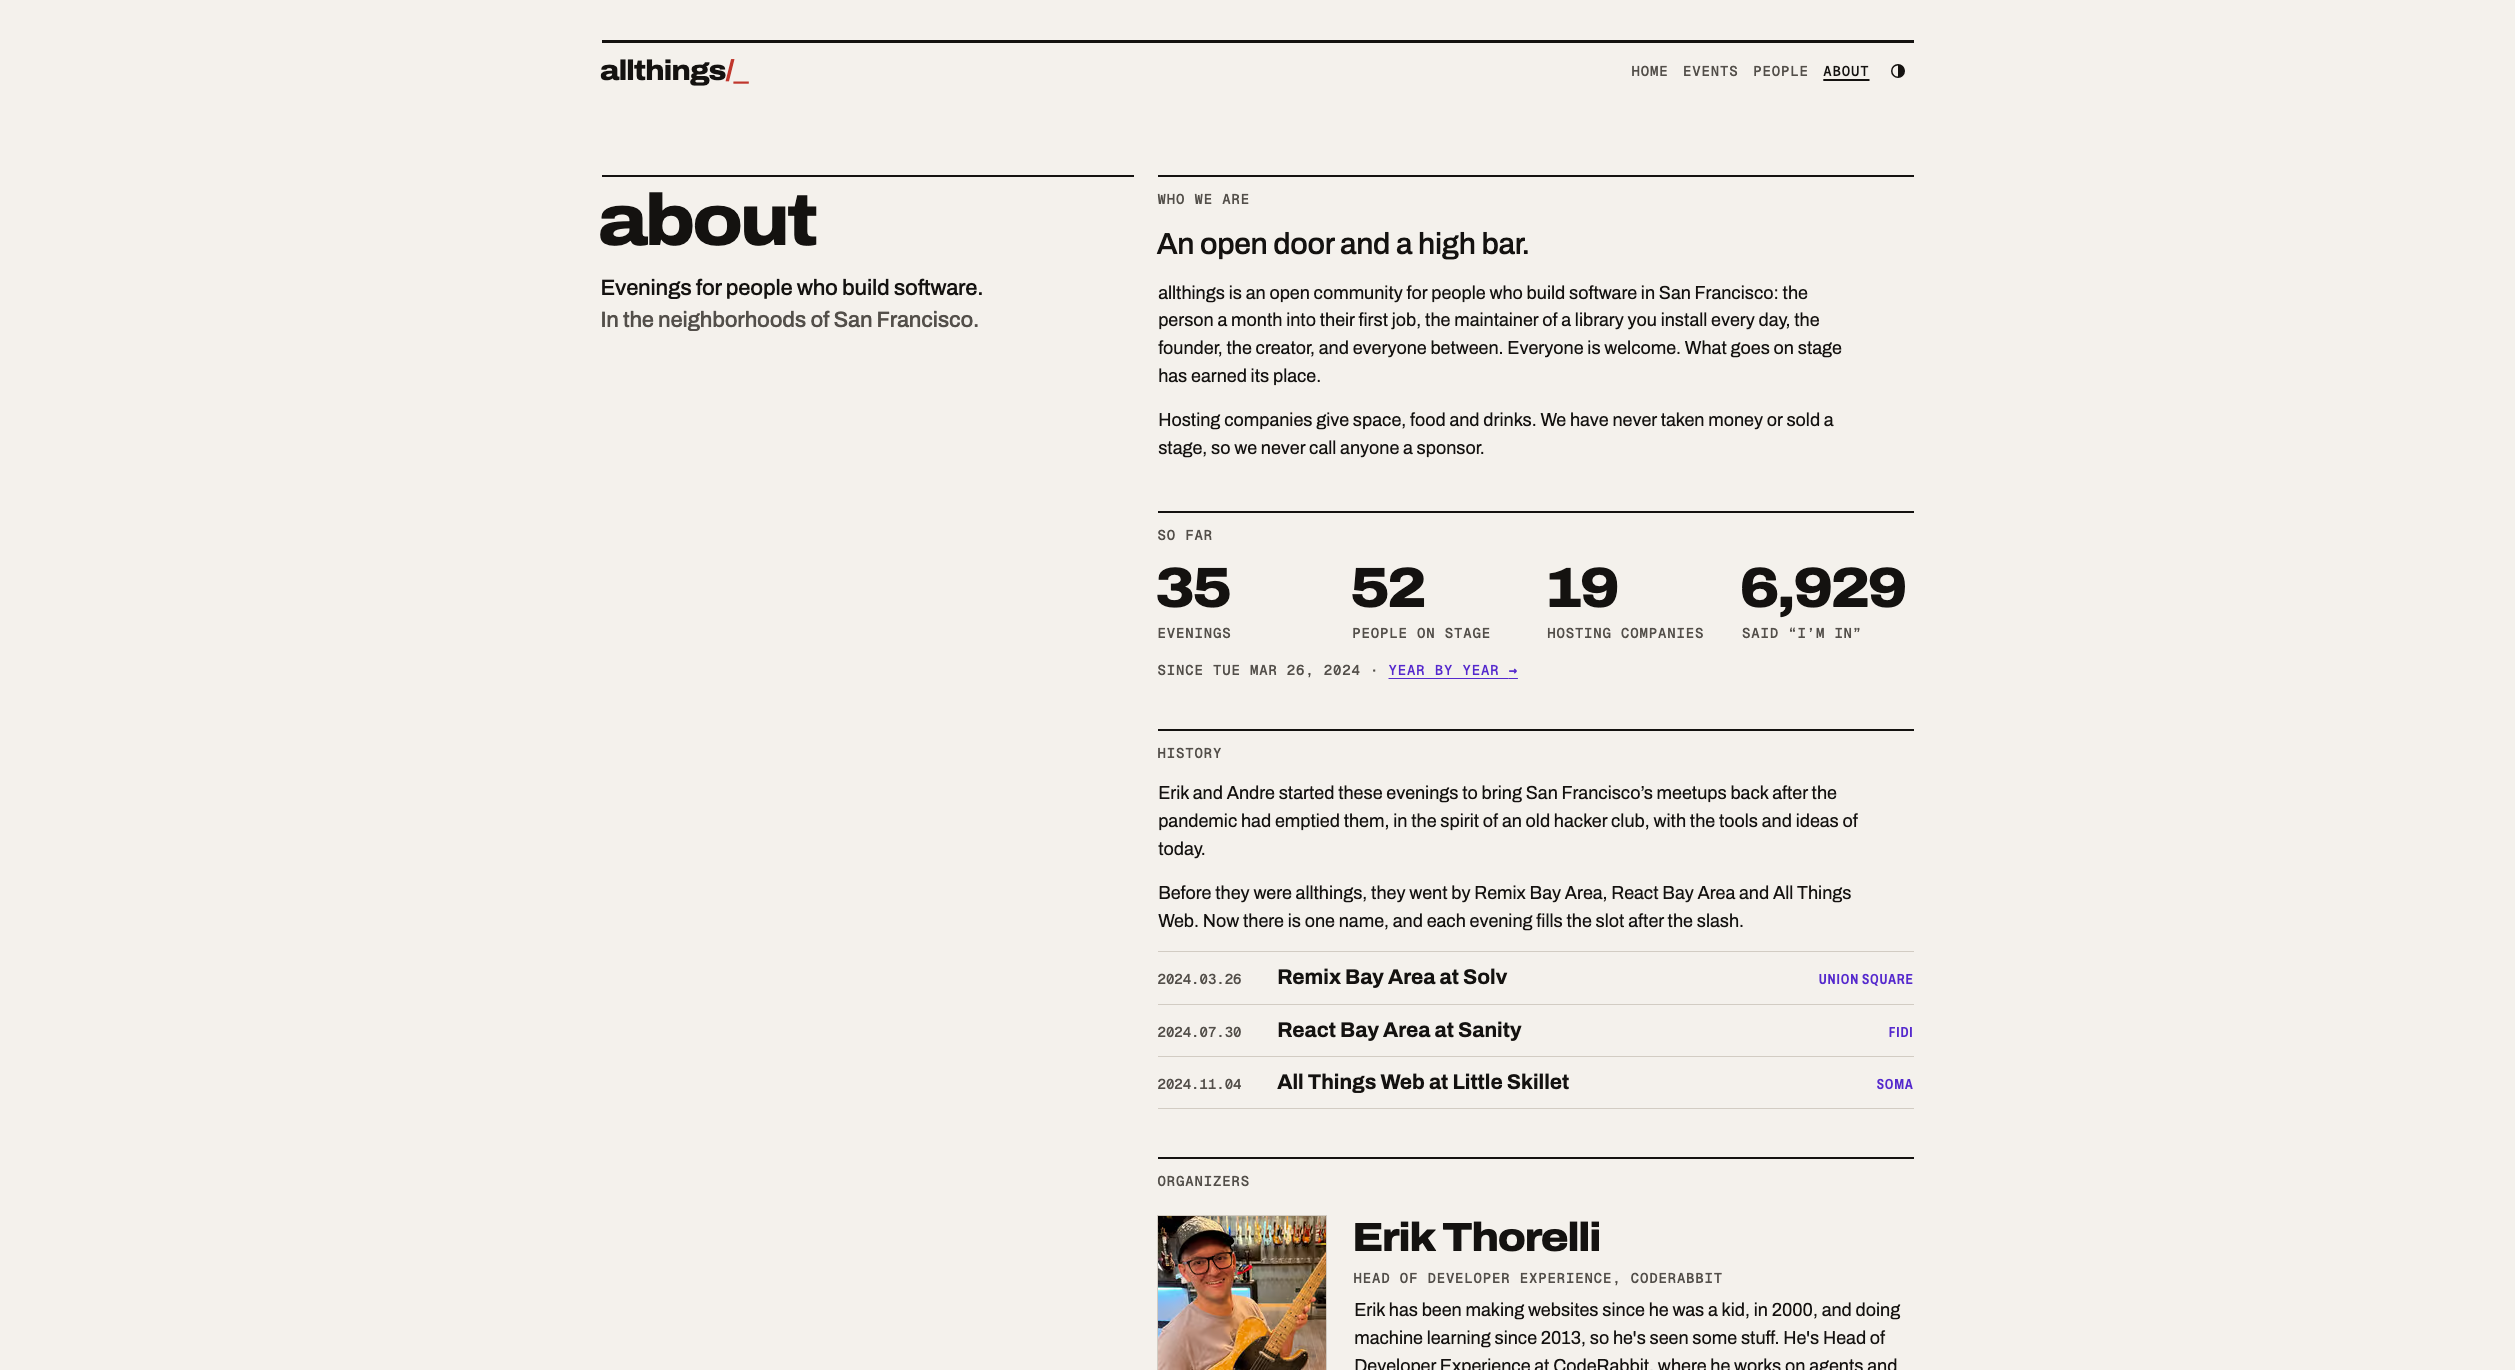 allthings/_
HOME EVENTS PEOPLE ABOUT
about
Evenings for people who build software.
In the neighborhoods of San Francisco.
WHO WE ARE
An open door and a high bar.
allthings is an open community for people who build software in San Francisco: the
person a month into their first job, the maintainer of a library you install every day, the
founder, the creator, and everyone between. Everyone is welcome. What goes on stage
has earned its place.
Hosting companies give space, food and drinks. We have never taken money or sold a
stage, so we never call anyone a sponsor.
SO FAR
35 52 19 6,929
EVENINGS PEOPLE ON STAGE HOSTING COMPANIES SAID “I’M IN”
SINCE TUE MAR 26, 2024 · YEAR BY YEAR →
HISTORY
Erik and Andre started these evenings to bring San Francisco’s meetups back after the
pandemic had emptied them, in the spirit of an old hacker club, with the tools and ideas of
today.
Before they were allthings, they went by Remix Bay Area, React Bay Area and All Things
Web. Now there is one name, and each evening fills the slot after the slash.
2024.03.26 Remix Bay Area at Solv UNION SQUARE
2024.07.30 React Bay Area at Sanity FIDI
2024.11.04 All Things Web at Little Skillet SOMA
ORGANIZERS
Erik Thorelli
HEAD OF DEVELOPER EXPERIENCE, CODERABBIT
Erik has been making websites since he was a kid, in 2000, and doing
machine learning since 2013, so he's seen some stuff. He's Head of
Developer Experience at CodeRabbit, where he works on agents and